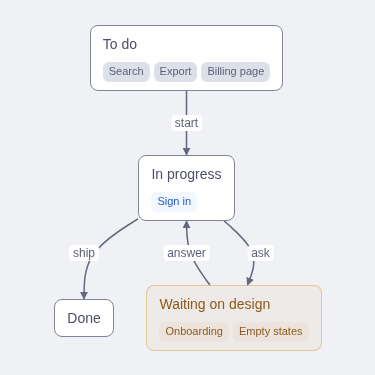 To do
Search Export Billing page
start
In progress
Sign in
ship answer ask
Waiting on design
Done
Onboarding Empty states